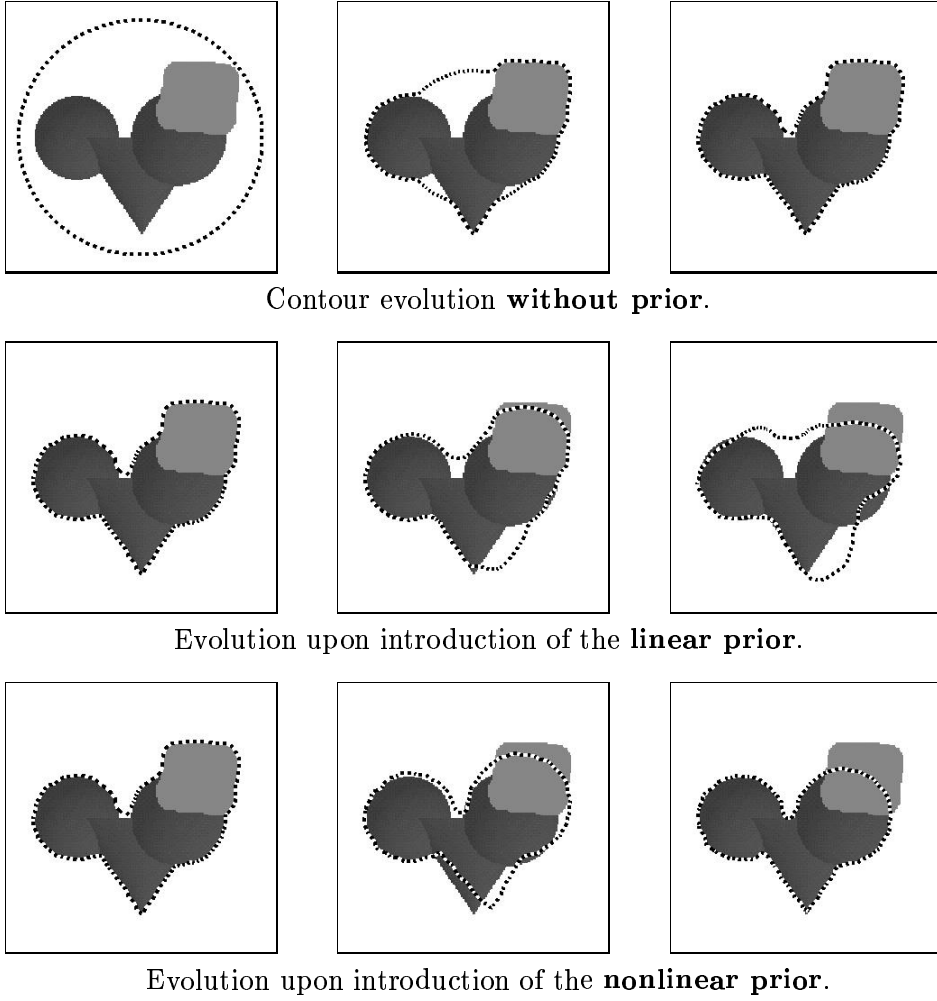 Contour evolution without prior.
Evolution upon introduction of the linear prior.
Evolution upon introduction of the nonlinear prior.